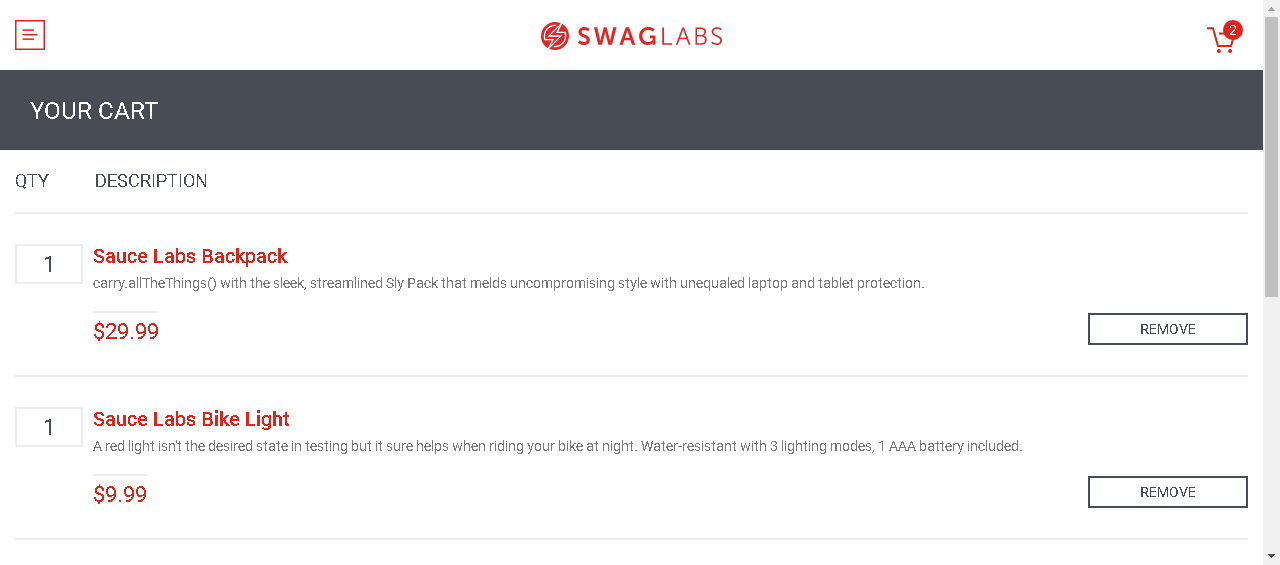 SWAGLABS
2
YOUR CART
QTY DESCRIPTION
1 Sauce Labs Backpack
carry.allTheThings() with the sleek, streamlined Sly Pack that melds uncompromising style with unequaled laptop and tablet protection.
$29.99 REMOVE
1 Sauce Labs Bike Light
A red light isn't the desired state in testing but it sure helps when riding your bike at night. Water-resistant with 3 lighting modes, 1 AAA battery included.
$9.99 REMOVE